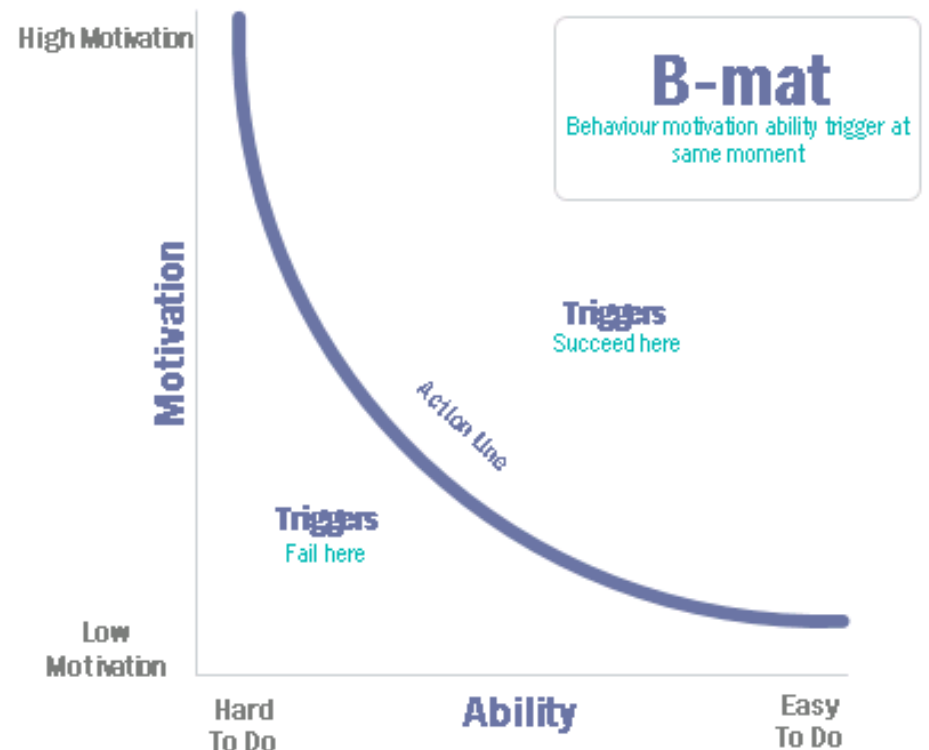 High Motivation
B-mat
Behaviour motivation ability trigger at
same moment
Motivation
Triggers
Succeed here
Action Line
Triggers
Fail here
Low
Motivation
Hard
To Do
Ability
Easy
To Do